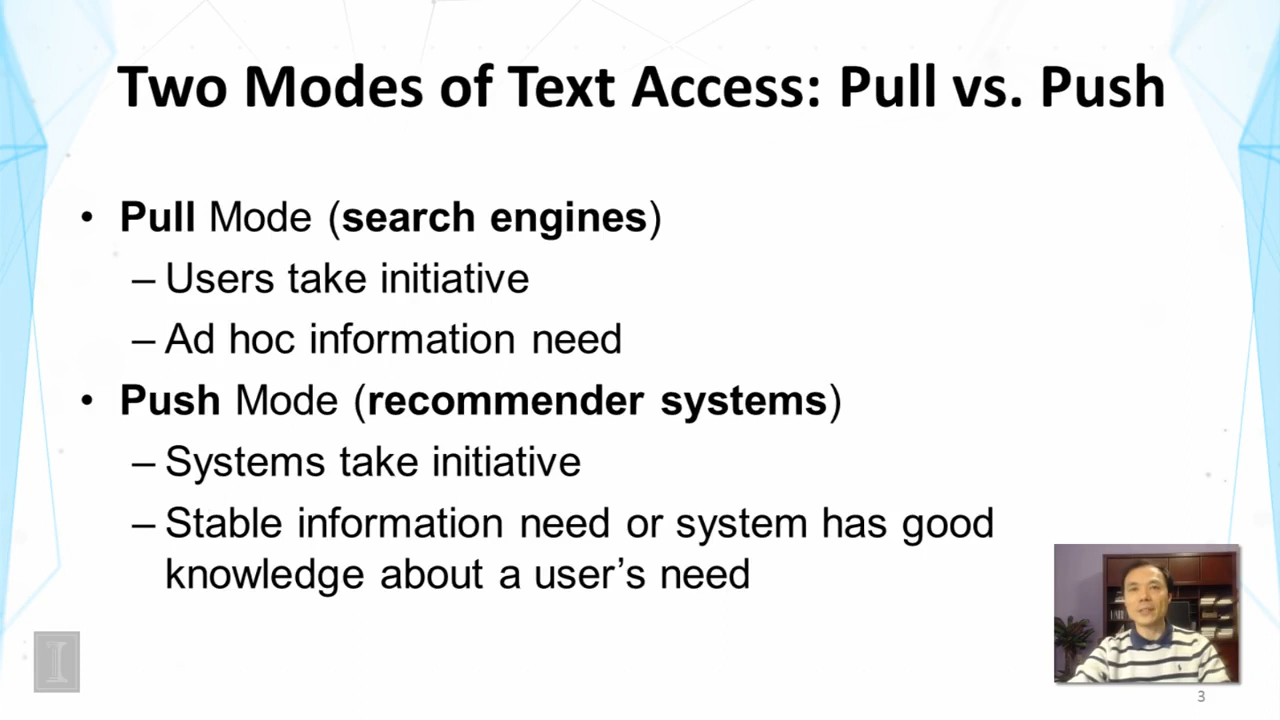 Two Modes of Text Access: Pull vs. Push
• Pull Mode (search engines)
– Users take initiative
– Ad hoc information need
• Push Mode (recommender systems)
– Systems take initiative
– Stable information need or system has good
knowledge about a user’s need
I
3